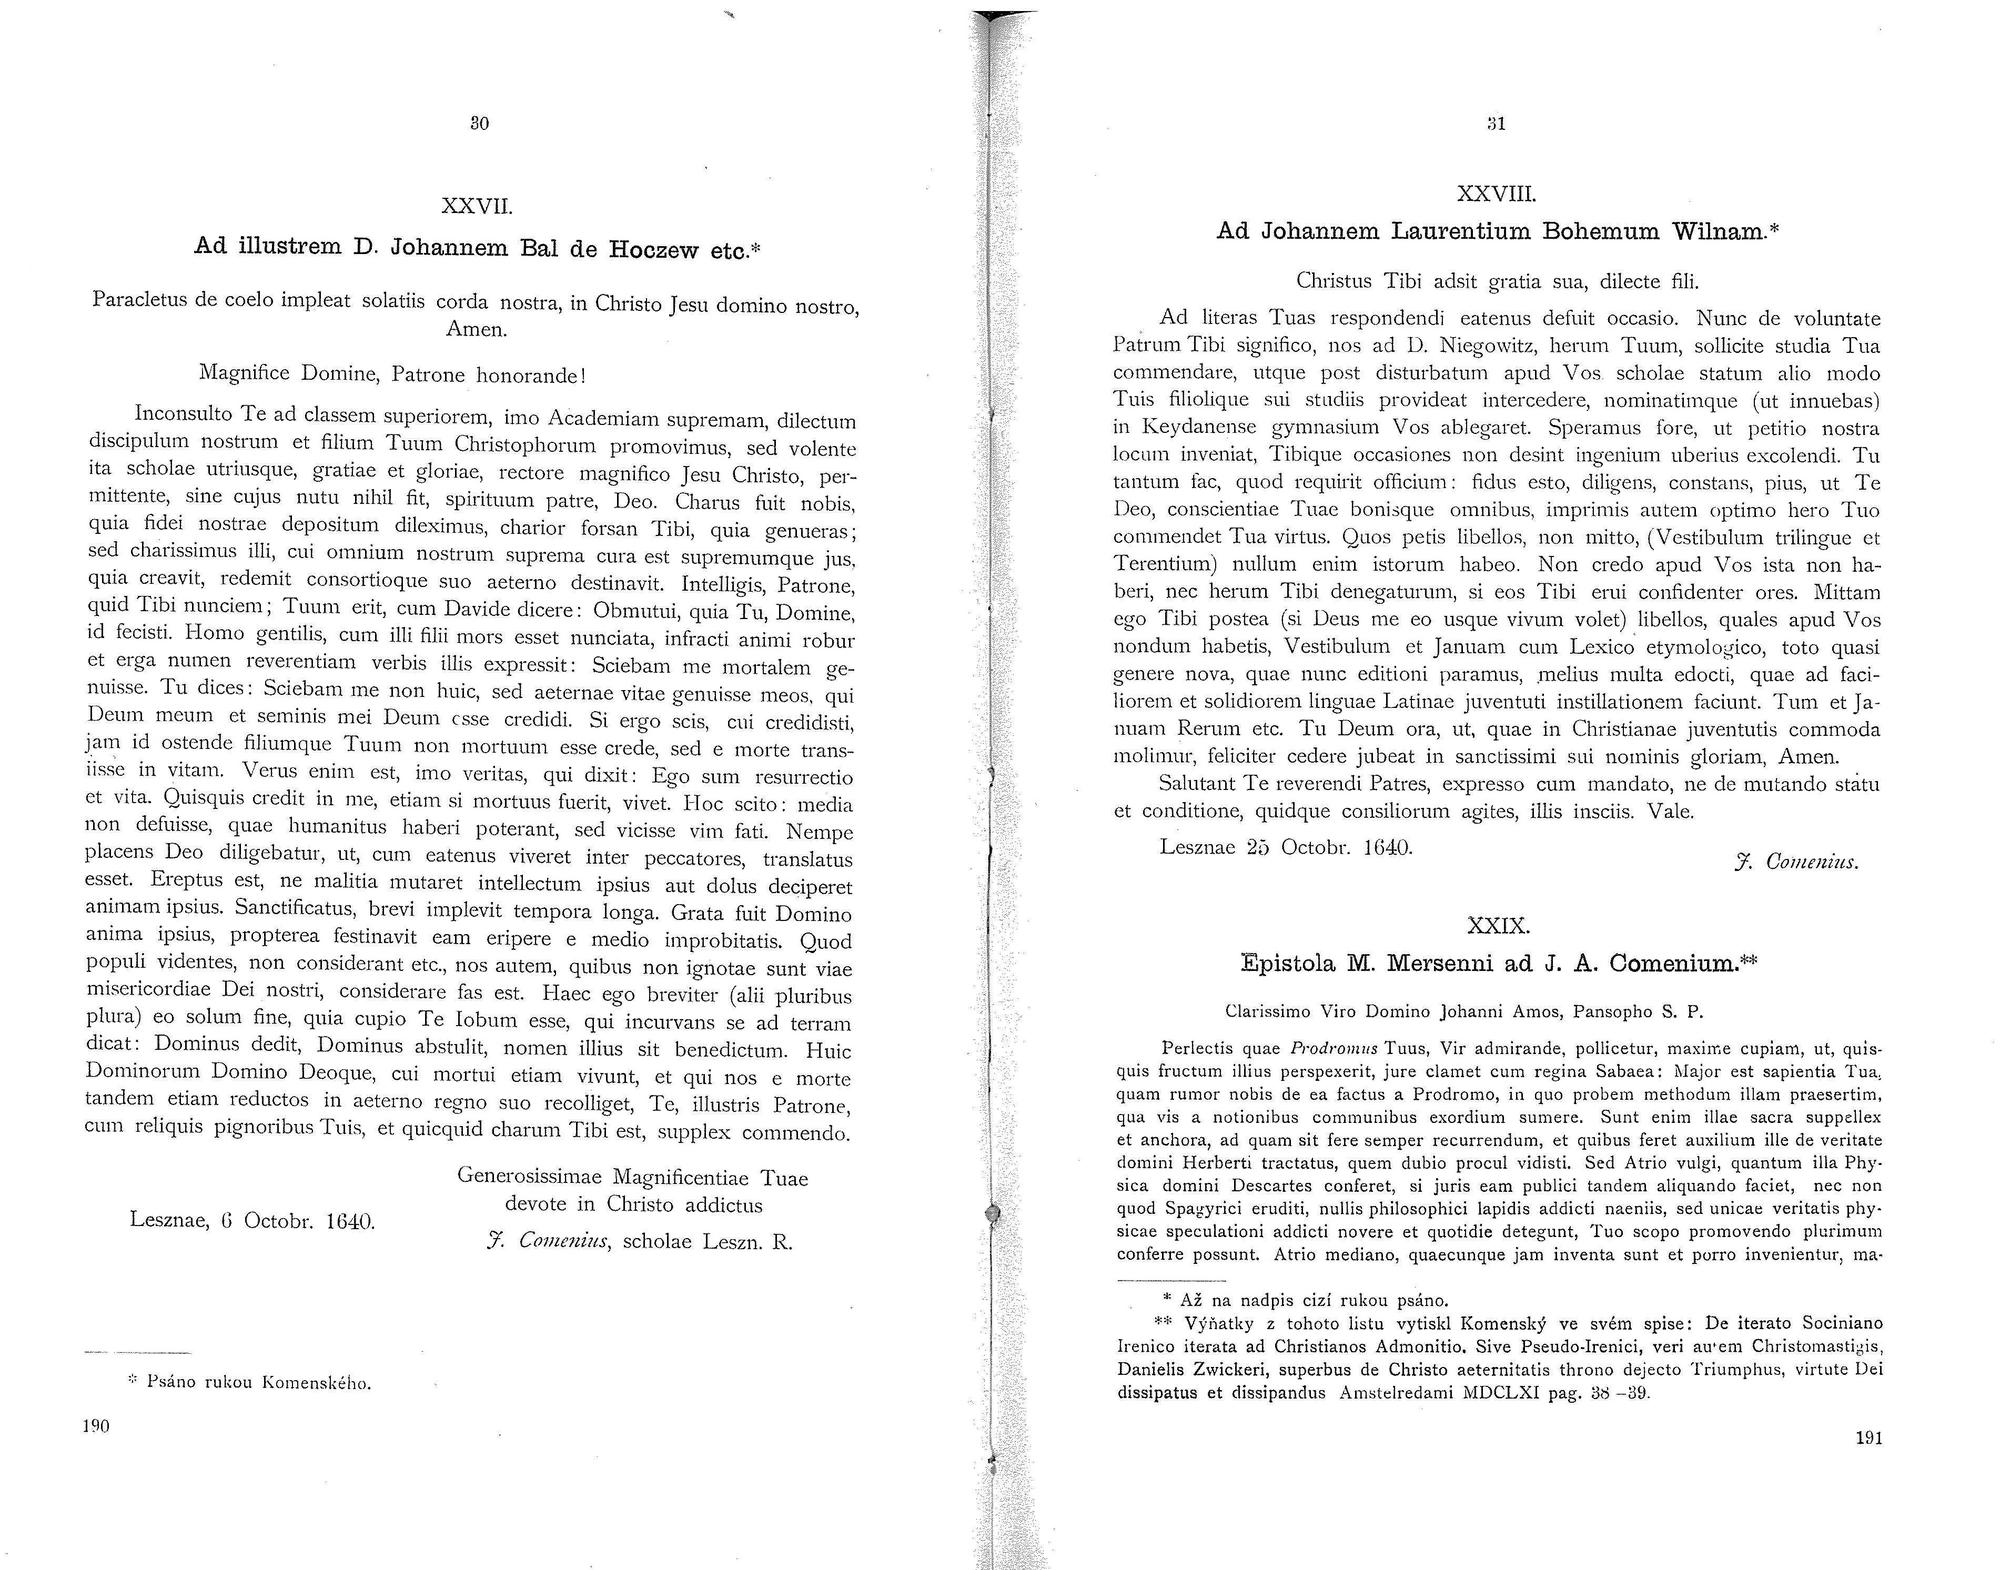 30
XXVII.
Ad illustrem D. Johannem Bal de Hoczew etc.*
Paracletus de coelo impleat solatiis corda nostra, in Christo Jesu domino nostro,
Amen.
Magnifice Domine, Patrone honorande!
Inconsulto Te ad classem superiorem, imo Academiam supremam, dilectum
discipulum nostrum et filium Tuum Christophorum promovimus, sed volente
ita scholae utriusque, gratiae et gloriae, rectore magnifico Jesu Christo, per-
mittente, sine cujus nutu nihil fit, spirituum patre, Deo. Charus fuit nobis,
quia fidei nostrae depositum dileximus, charior forsan Tibi, quia genueras;
sed charissimus illi, cui omnium nostrum suprema cura est supremumque jus,
quia creavit, redemit consortioque suo aeterno destinavit. Intelligis, Patrone,
quid Tibi nunciem; Tuum erit, cum Davide dicere: Obmutui, quia Tu, Domine,
id fecisti. Homo gentilis, cum illi filii mors esset nunciata, infracti animi robur
et erga numen reverentiam verbis illis expressit: Sciebam me mortalem ge-
nuisse. Tu dices: Sciebam me non huic, sed aeternae vitae genuisse meos, qui
Deum meum et seminis mei Deum esse credidi. Si ergo scis, cui credidisti,
jam id ostende filiumque Tuum non mortuum esse crede, sed e morte trans-
iisse in vitam. Verus enim est, imo veritas, qui dixit: Ego sum resurrectio
et vita. Quisquis credit in me, etiam si mortuus fuerit, vivet. Hoc scito: media
non defuisse, quae humanitus haberi poterant, sed vicisse vim fati. Nempe
placens Deo diligebatur, ut, cum eatenus viveret inter peccatores, translatus
esset. Ereptus est, ne malitia mutaret intellectum ipsius aut dolus deciperet
animam ipsius. Sanctificatus, brevi implevit tempora longa. Grata fuit Domino
anima ipsius, propterea festinavit eam eripere e medio improbitatis. Quod
populi videntes, non considerant etc., nos autem, quibus non ignotae sunt viae
misericordiae Dei nostri, considerare fas est. Haec ego breviter (alii pluribus
plura) eo solum fine, quia cupio Te Iobum esse, qui incurvans se ad terram
dicat: Dominus dedit, Dominus abstulit, nomen illius sit benedictum. Huic
Dominorum Domino Deoque, cui mortui etiam vivunt, et qui nos e morte
tandem etiam reductos in aeterno regno suo recolliget, Te, illustris Patrone,
cum reliquis pignoribus Tuis, et quicquid charum Tibi est, supplex commendo.
Generosissimae Magnificentiae Tuae
devote in Christo addictus
Lesznae, 6 Octobr. 1640.
J. Comenius, scholae Leszn. R.
* Psáno rukou Komenského.
190
31
XXVIII.
Ad Johannem Laurentium Bohemum Wilnam.*
Christus Tibi adsit gratia sua, dilecte fili.
Ad literas Tuas respondendi eatenus defuit occasio. Nunc de voluntate
Patrum Tibi significo, nos ad D. Niegowitz, herum Tuum, sollicite studia Tua
commendare, utque post disturbatum apud Vos scholae statum alio modo
Tuis filiolique sui studiis provideat intercedere, nominatimque (ut innuebas)
in Keydanense gymnasium Vos ablegaret. Speramus fore, ut petitio nostra
locum inveniat, Tibique occasiones non desint ingenium uberius excolendi. Tu
tantum fac, quod requirit officium: fidus esto, diligens, constans, pius, ut Te
Deo, conscientiae Tuae bonisque omnibus, imprimis autem optimo hero Tuo
commendet Tua virtus. Quos petis libellos, non mitto, (Vestibulum trilingue et
Terentium) nullum enim istorum habeo. Non credo apud Vos ista non ha-
beri, nec herum Tibi denegaturum, si eos Tibi erui confidenter ores. Mittam
ego Tibi postea (si Deus me eo usque vivum volet) libellos, quales apud Vos
nondum habetis, Vestibulum et Januam cum Lexico etymologico, toto quasi
genere nova, quae nunc editioni paramus, melius multa edocti, quae ad faci-
liorem et solidiorem linguae Latinae juventuti instillationem faciunt. Tum et Ja-
nuam Rerum etc. Tu Deum ora, ut, quae in Christianae juventutis commoda
molimur, feliciter cedere jubeat in sanctissimi sui nominis gloriam, Amen.
Salutant Te reverendi Patres, expresso cum mandato, ne de mutando statu
et conditione, quidque consiliorum agites, illis insciis. Vale.
Lesznae 25 Octobr. 1640.
J. Comenius.
XXIX.
Epistola M. Mersenni ad J. A. Comenium.**
Clarissimo Viro Domino Johanni Amos, Pansopho S. P.
Perlectis quae Prodromus Tuus, Vir admirande, pollicetur, maxime cupiam, ut, quis-
quis fructum illius perspexerit, jure clamet cum regina Sabaea: Major est sapientia Tua,
quam rumor nobis de ea factus a Prodromo, in quo probem methodum illam praesertim,
qua vis a notionibus communibus exordium sumere. Sunt enim illae sacra suppellex
et anchora, ad quam sit fere semper recurrendum, et quibus feret auxilium ille de veritate
domini Herberti tractatus, quem dubio procul vidisti. Sed Atrio vulgi, quantum illa Phy-
sica domini Descartes conferet, si juris eam publici tandem aliquando faciet, nec non
quod Spagyrici eruditi, nullis philosophici lapidis addicti naeniis, sed unicae veritatis phy-
sicae speculationi addicti novere et quotidie detegunt, Tuo scopo promovendo plurimum
conferre possunt. Atrio mediano, quaecunque jam inventa sunt et porro invenientur, ma-
* Až na nadpis cizí rukou psáno.
** Výňatky z tohoto listu vytiskl Komenský ve svém spise: De iterato Sociniano
Irenico iterata ad Christianos Admonitio. Sive Pseudo-Irenici, veri autem Christomastigis,
Danielis Zwickeri, superbus de Christo aeternitatis throno dejecto Triumphus, virtute Dei
dissipatus et dissipandus Amstelredami MDCLXI pag. 38–39.
191